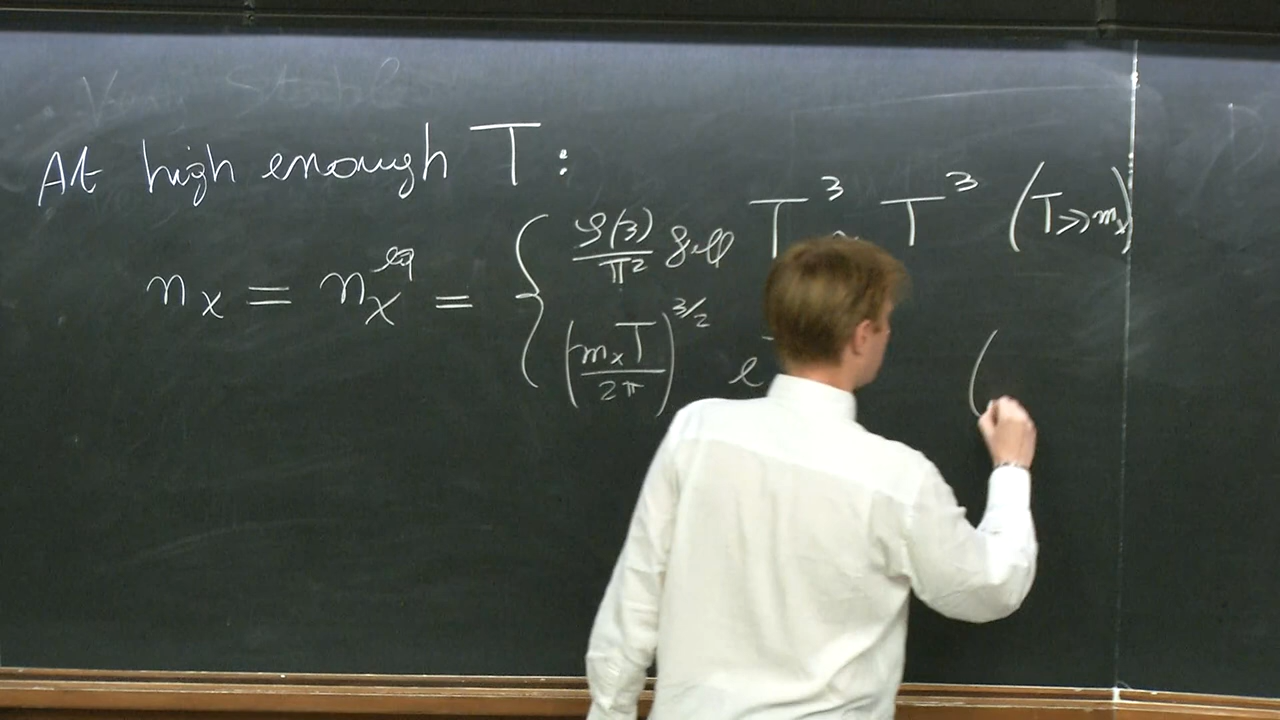 At high enough T:
n_x = n_x^eq = { ζ(3)/π² g_eff T³ ~ T³ (T ≫ m_x)
(m_x T / 2π)^3/2 e^- (